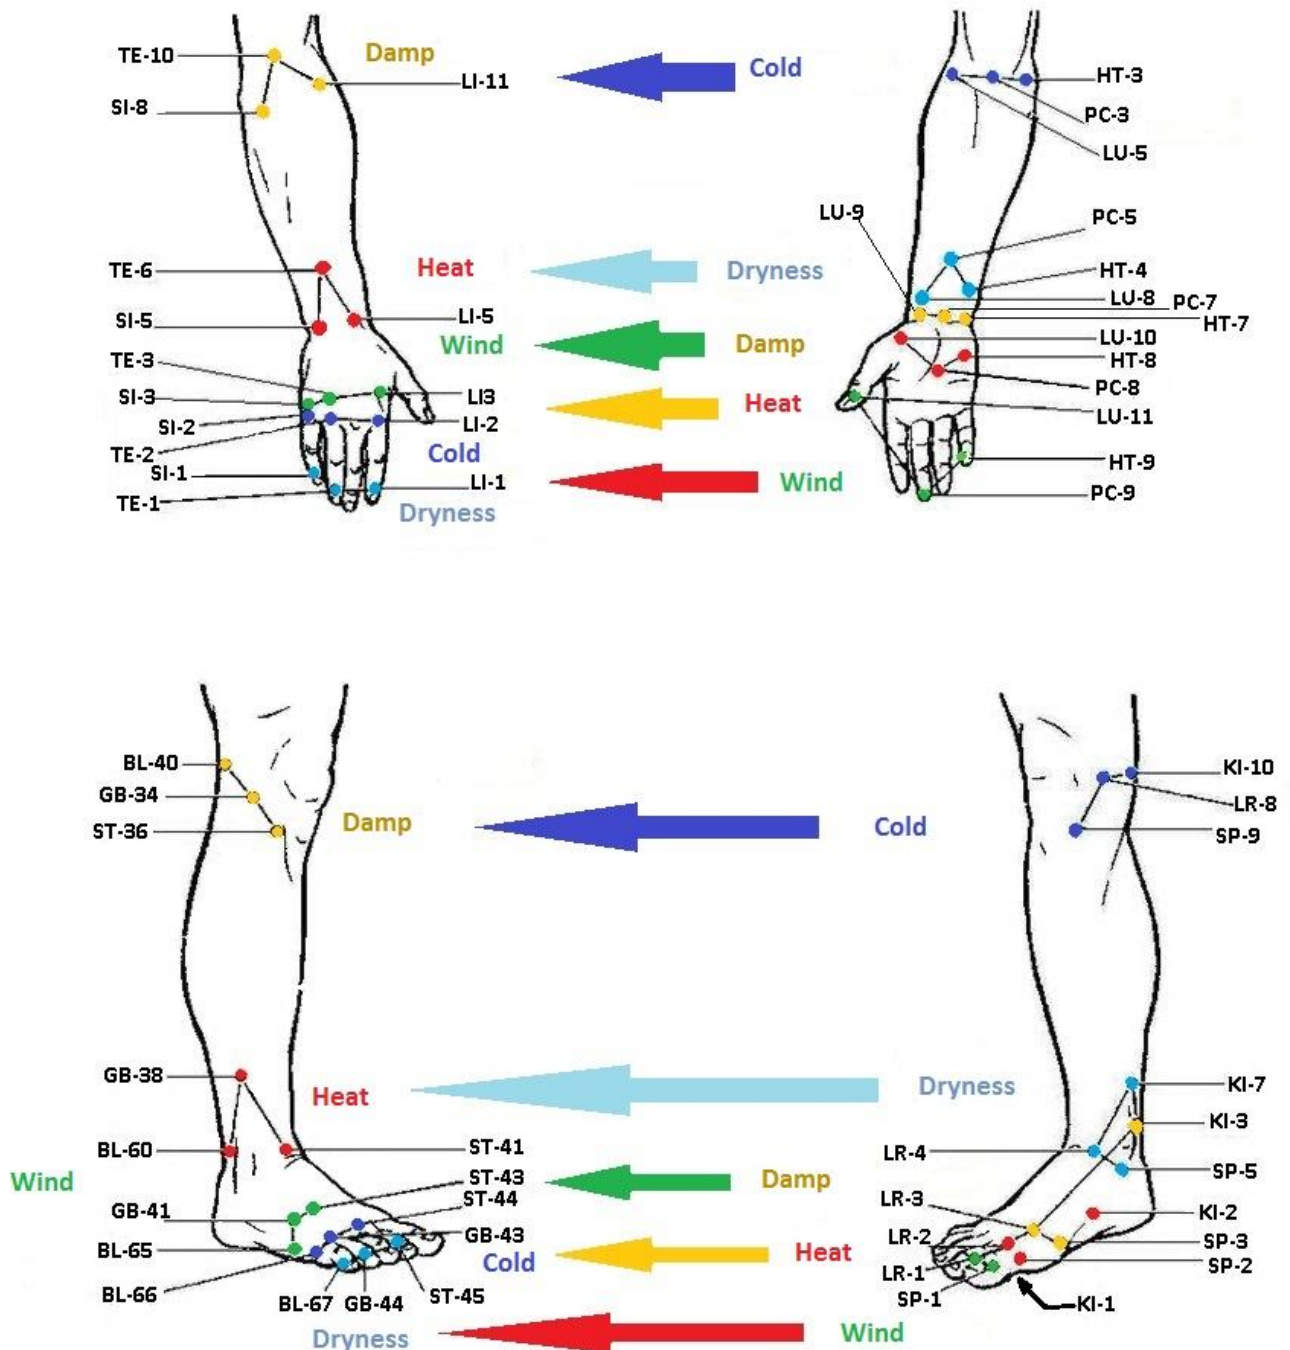 TE-10
Damp
Cold
LI-11
HT-3
SI-8
PC-3
LU-5
LU-9
PC-5
TE-6
Heat
Dryness
HT-4
LU-8
PC-7
SI-5
LI-5
HT-7
Wind
Damp
LU-10
TE-3
HT-8
PC-8
SI-3
LI3
Heat
LU-11
SI-2
LI-2
TE-2
Cold
HT-9
SI-1
LI-1
Wind
PC-9
TE-1
Dryness
BL-40
KI-10
GB-34
LR-8
ST-36
Damp
Cold
SP-9
GB-38
Heat
Dryness
KI-7
KI-3
BL-60
ST-41
LR-4
SP-5
Wind
ST-43
Damp
ST-44
LR-3
GB-41
KI-2
GB-43
LR-2
SP-3
BL-65
Cold
Heat
SP-2
LR-1
BL-66
BL-67
GB-44
ST-45
SP-1
KI-1
Dryness
Wind